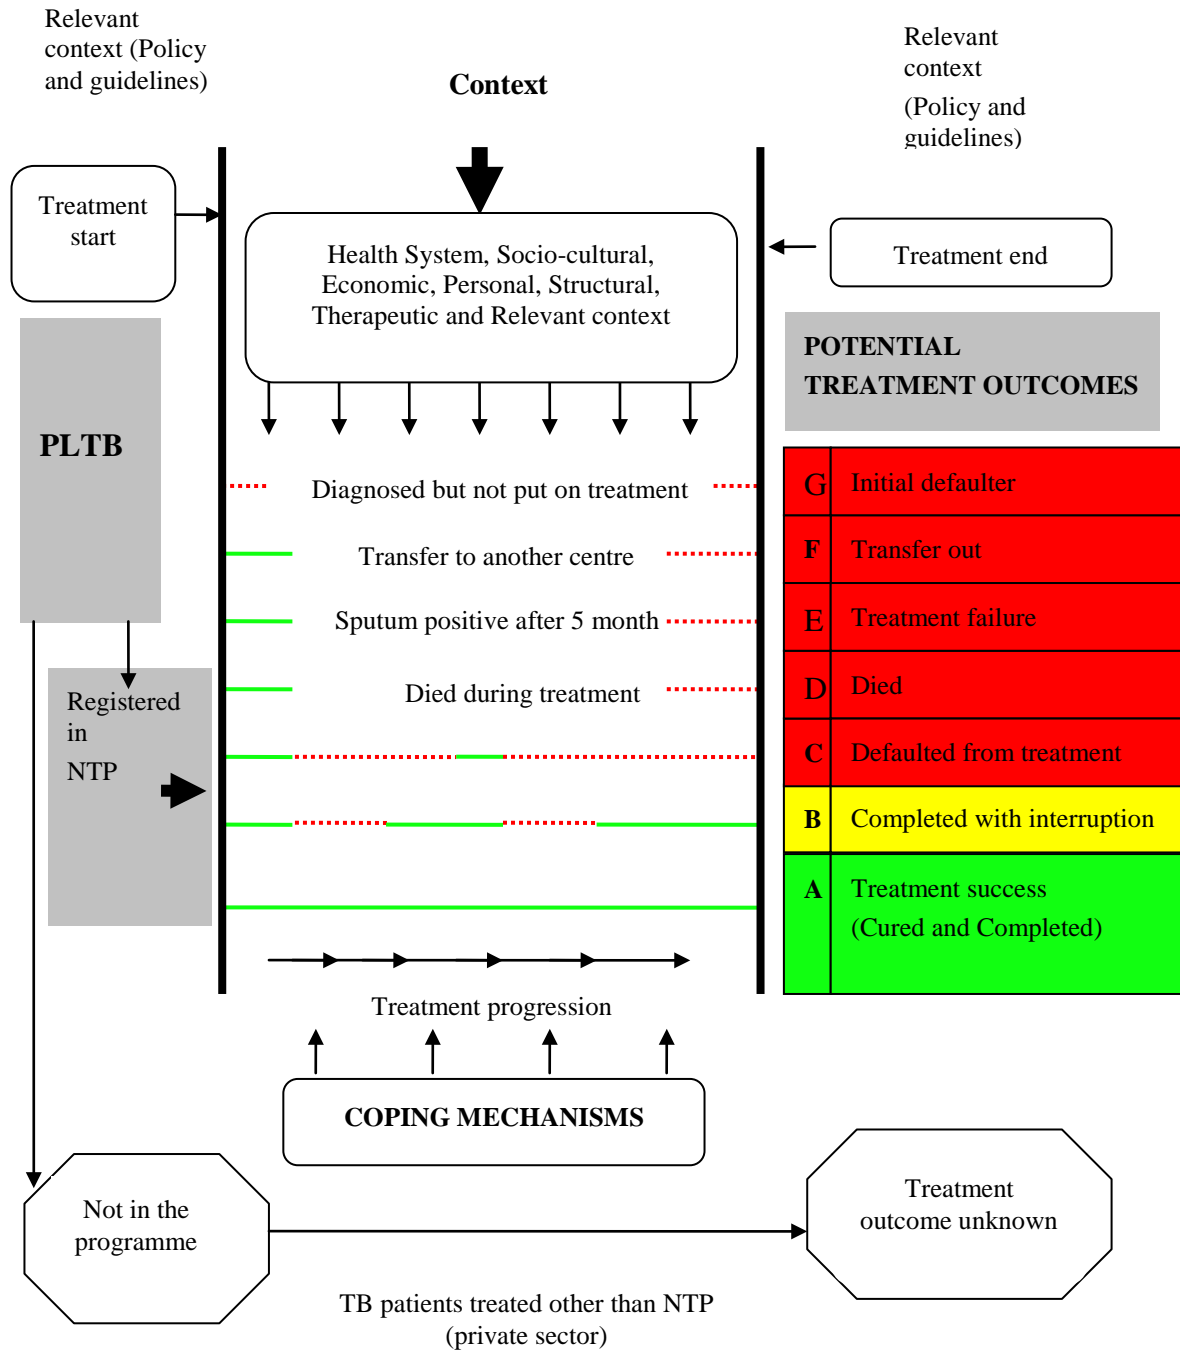 Relevant
context (Policy
and guidelines)
Context
Relevant
context
(Policy and
guidelines)
Treatment
start
Health System, Socio-cultural,
Economic, Personal, Structural,
Therapeutic and Relevant context
Treatment end
POTENTIAL
TREATMENT OUTCOMES
PLTB
Diagnosed but not put on treatment
G Initial defaulter
Transfer to another centre
F Transfer out
Sputum positive after 5 month
E Treatment failure
Registered
in
NTP
Died during treatment
D Died
C Defaulted from treatment
B Completed with interruption
A Treatment success
(Cured and Completed)
Treatment progression
COPING MECHANISMS
Not in the
programme
Treatment
outcome unknown
TB patients treated other than NTP
(private sector)